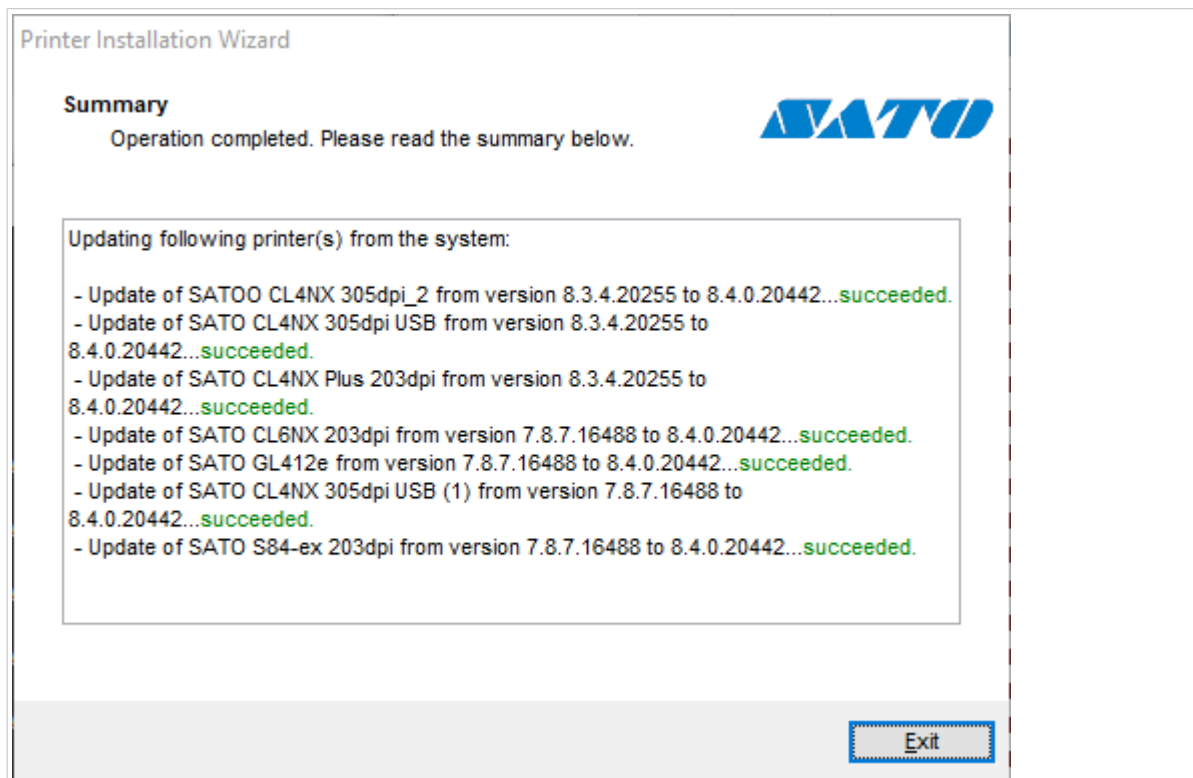 Printer Installation Wizard
Summary
Operation completed. Please read the summary below.
SATO
Updating following printer(s) from the system:
- Update of SATOO CL4NX 305dpi_2 from version 8.3.4.20255 to 8.4.0.20442...succeeded.
- Update of SATO CL4NX 305dpi USB from version 8.3.4.20255 to
8.4.0.20442...succeeded.
- Update of SATO CL4NX Plus 203dpi from version 8.3.4.20255 to
8.4.0.20442...succeeded.
- Update of SATO CL6NX 203dpi from version 7.8.7.16488 to 8.4.0.20442...succeeded.
- Update of SATO GL412e from version 7.8.7.16488 to 8.4.0.20442...succeeded.
- Update of SATO CL4NX 305dpi USB (1) from version 7.8.7.16488 to
8.4.0.20442...succeeded.
- Update of SATO S84-ex 203dpi from version 7.8.7.16488 to 8.4.0.20442...succeeded.
Exit